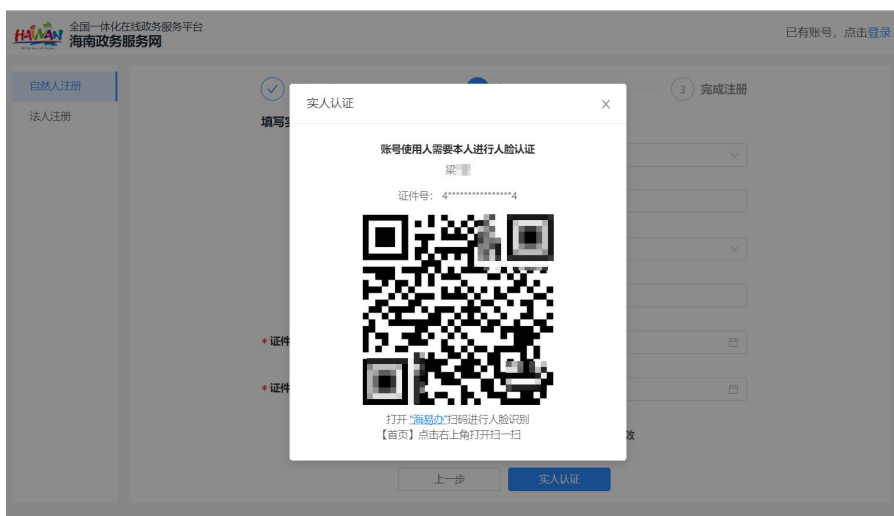 HAINAN
全国一体化在线政务服务平台
海南政务服务网
已有账号，点击登录
自然人注册
法人注册
3 完成注册
填写
实人认证
账号使用人需要本人进行人脸认证
梁
证件号： 4****************4
* 证件
* 证件
打开 “海易办”扫码进行人脸识别
【首页】点击右上角打开扫一扫
上一步
实人认证